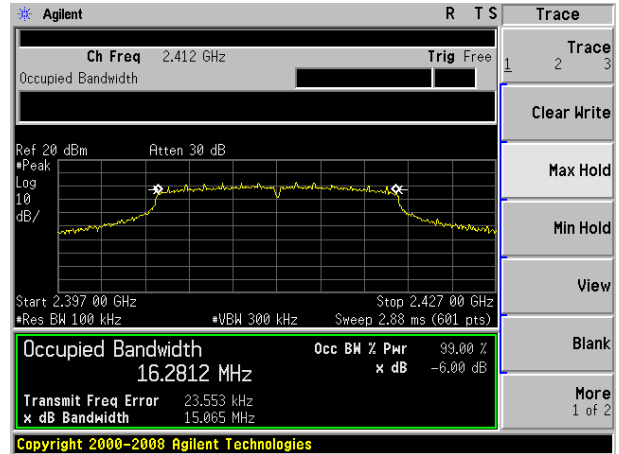 Agilent R T S Trace
Ch Freq 2.412 GHz Trig Free
Occupied Bandwidth
Trace
1 2 3
Clear Write
Max Hold
Min Hold
View
Blank
More
1 of 2
Ref 20 dBm Atten 30 dB
#Peak
Log
10
dB/
Start 2.397 00 GHz Stop 2.427 00 GHz
#Res BW 100 kHz #VBW 300 kHz Sweep 2.88 ms (601 pts)
Occupied Bandwidth Occ BW % Pwr 99.00 %
16.2812 MHz x dB -6.00 dB
Transmit Freq Error 23.553 kHz
x dB Bandwidth 15.065 MHz
Copyright 2000-2008 Agilent Technologies